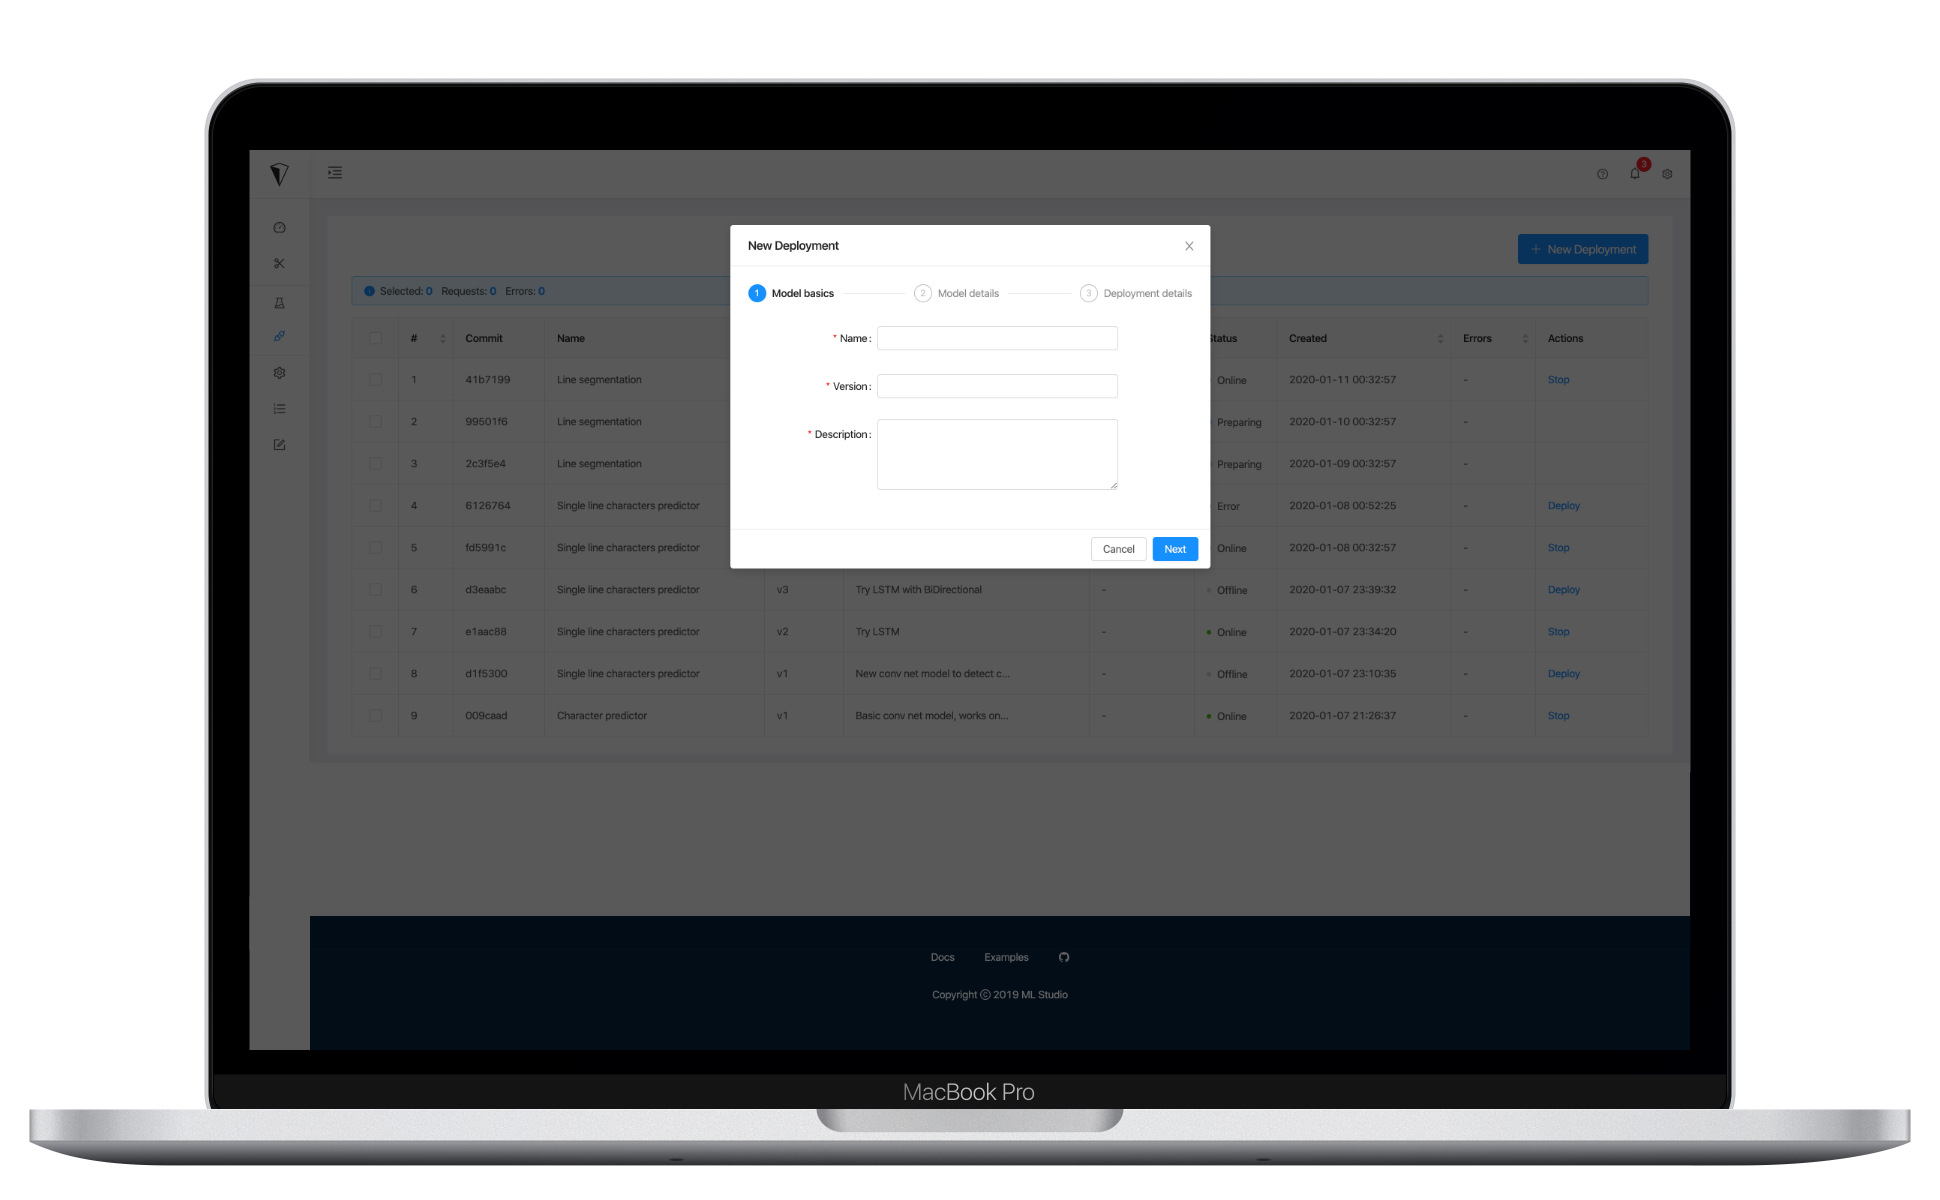 3
New Deployment
+ New Deployment
Selected: 0 Requests: 0 Errors: 0
1 Model basics 2 Model details 3 Deployment details
* Name:
* Version:
* Description:
Cancel Next
# Commit Name Status Created Errors Actions
1 41b7199 Line segmentation Online 2020-01-11 00:32:57 - Stop
2 99501f6 Line segmentation Preparing 2020-01-10 00:32:57 -
3 2c3f5e4 Line segmentation Preparing 2020-01-09 00:32:57 -
4 6126764 Single line characters predictor Error 2020-01-08 00:52:25 - Deploy
5 fd5991c Single line characters predictor Online 2020-01-08 00:32:57 - Stop
6 d3eaabc Single line characters predictor v3 Try LSTM with BiDirectional - Offline 2020-01-07 23:39:32 - Deploy
7 e1aac88 Single line characters predictor v2 Try LSTM - Online 2020-01-07 23:34:20 - Stop
8 d1f5300 Single line characters predictor v1 New conv net model to detect c... - Offline 2020-01-07 23:10:35 - Deploy
9 009caad Character predictor v1 Basic conv net model, works on... - Online 2020-01-07 21:26:37 - Stop
Docs Examples
Copyright © 2019 ML Studio
MacBook Pro